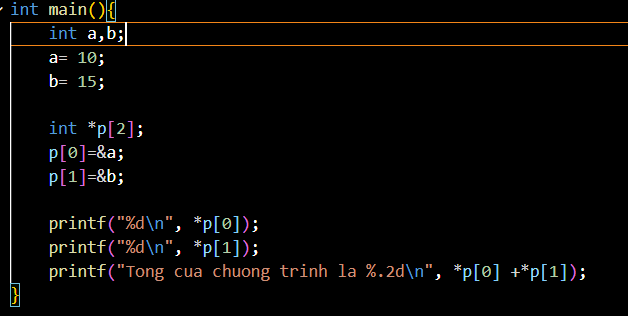 int main(){
int a,b;
a= 10;
b= 15;
int *p[2];
p[0]=&a;
p[1]=&b;
printf("%d\n", *p[0]);
printf("%d\n", *p[1]);
printf("Tong cua chuong trinh la %.2d\n", *p[0] +*p[1]);
}